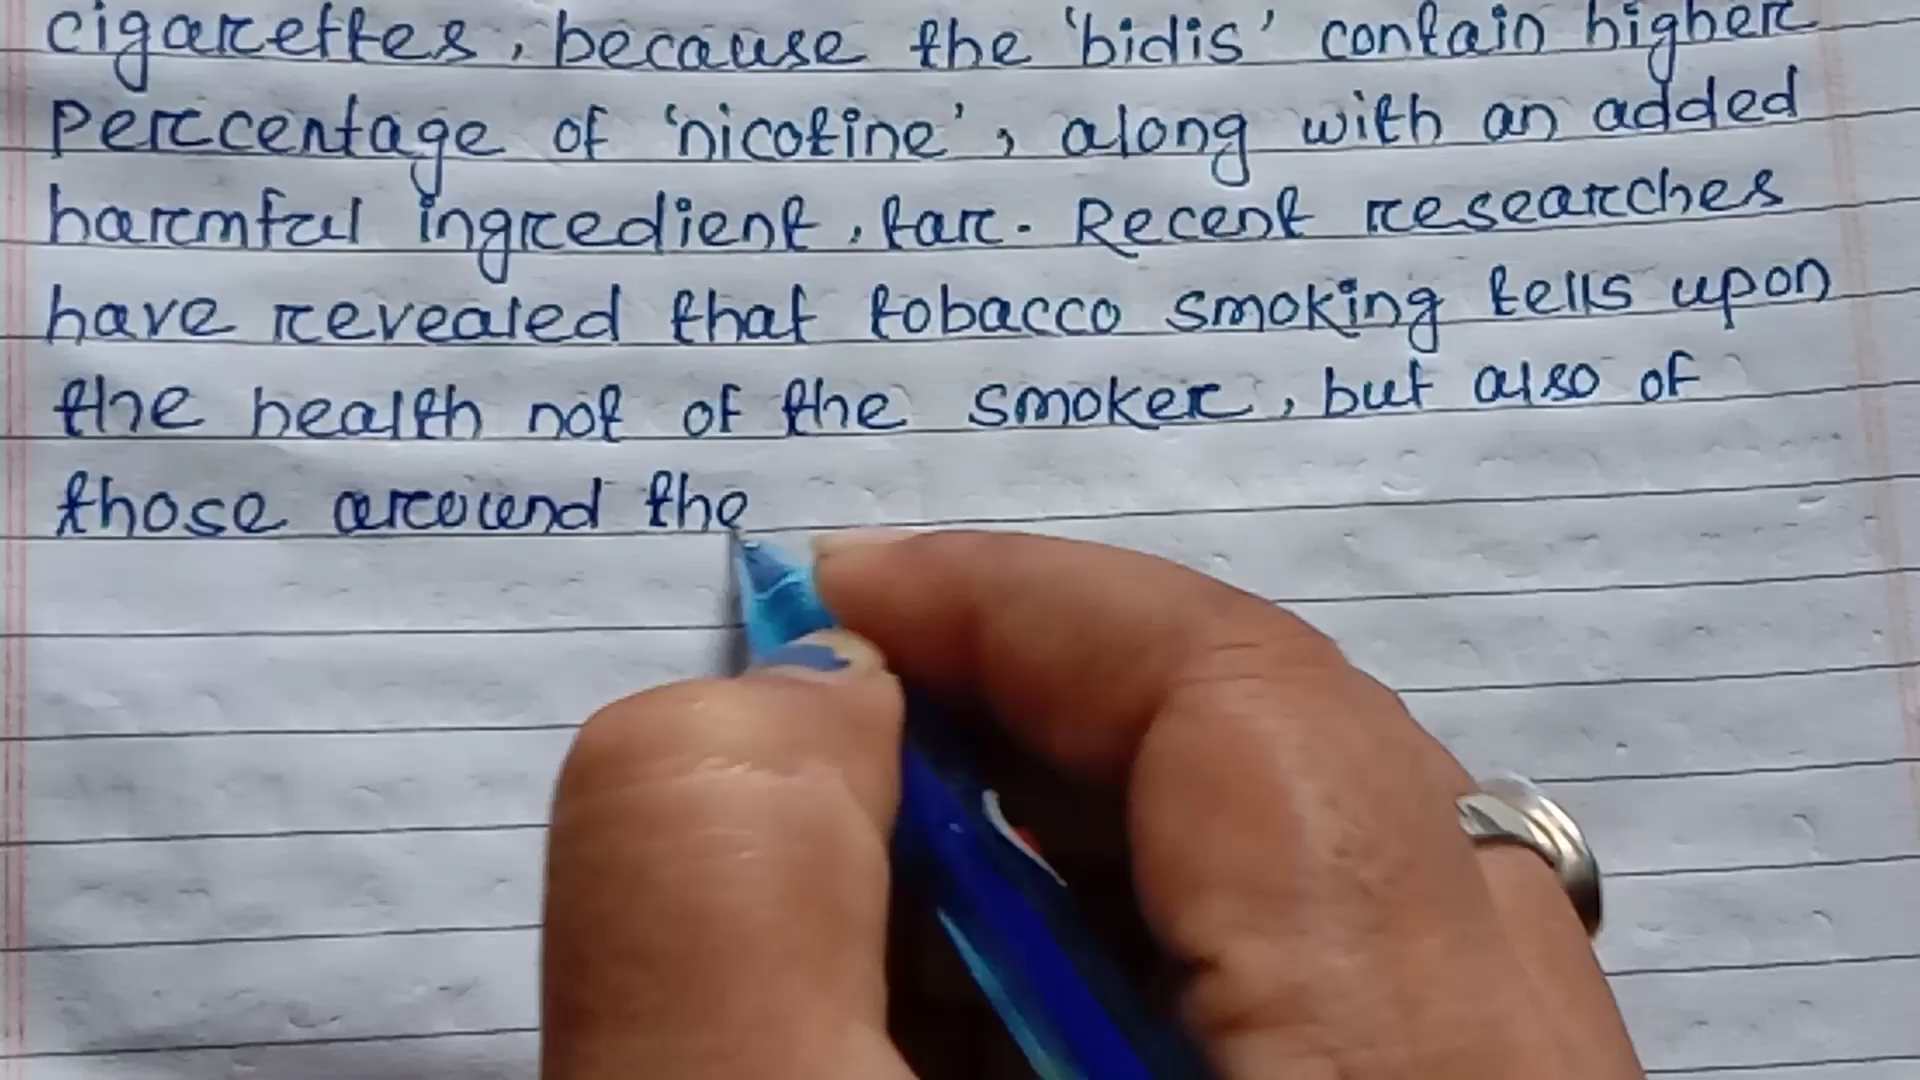 cigarettes, because the 'bidis' contain higher
percentage of 'nicotine', along with an added
harmful ingredient, tar. Recent researches
have revealed that tobacco smoking tells upon
the health not of the smoker, but also of
those around the